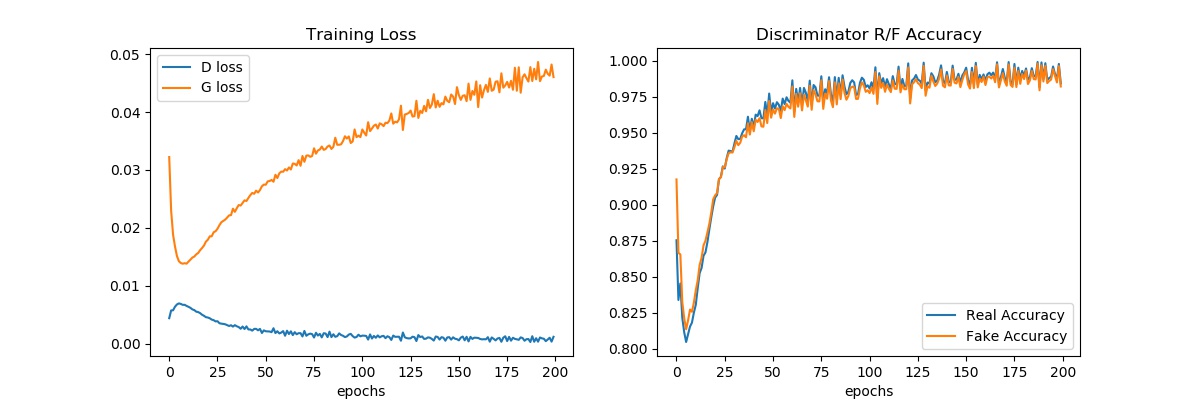 Training Loss
0.05
0.04
0.03
0.02
0.01
0.00
D loss
G loss
0 25 50 75 100 125 150 175 200
epochs
Discriminator R/F Accuracy
1.000
0.975
0.950
0.925
0.900
0.875
0.850
0.825
0.800
Real Accuracy
Fake Accuracy
0 25 50 75 100 125 150 175 200
epochs